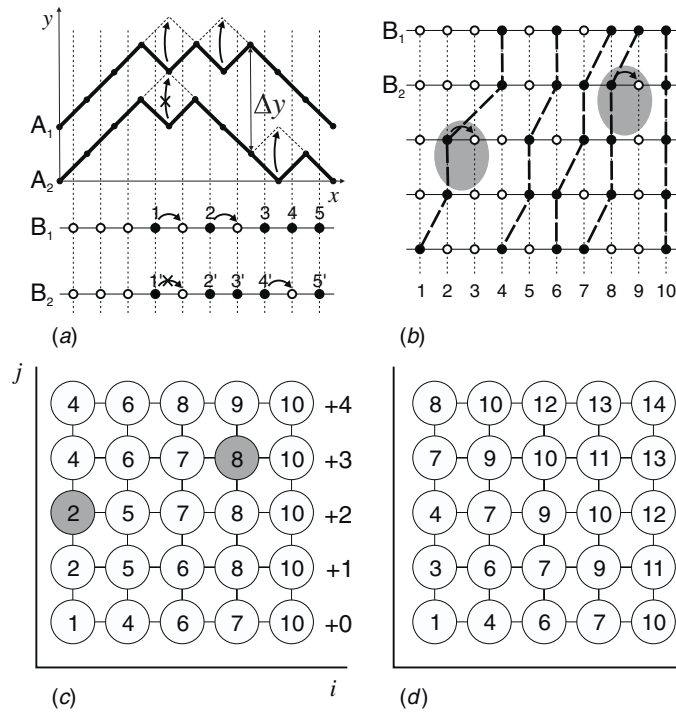 y
A1
A2
Δy
x
B1
1 2 3 4 5
B2
1' 2' 3' 4' 5'
(a)
B1
B2
1 2 3 4 5 6 7 8 9 10
(b)
j
4 6 8 9 10 +4
4 6 7 8 10 +3
2 5 7 8 10 +2
2 5 6 8 10 +1
1 4 6 7 10 +0
(c)
i
8 10 12 13 14
7 9 10 11 13
4 7 9 10 12
3 6 7 9 11
1 4 6 7 10
(d)